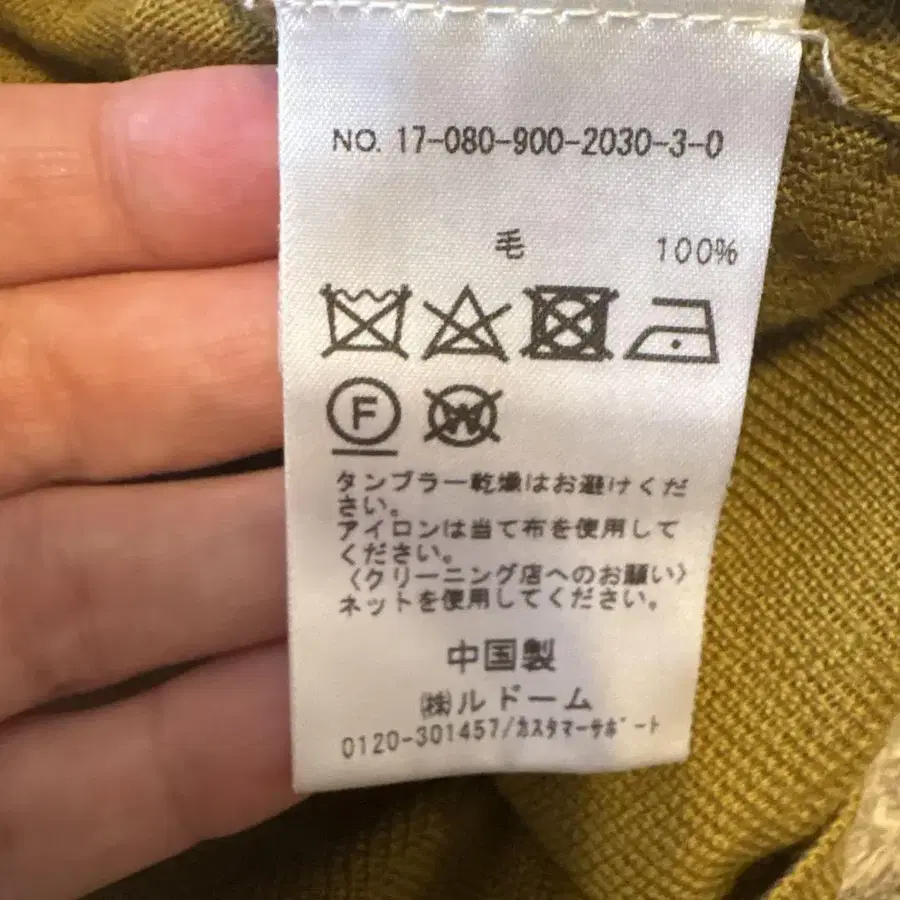 NO. 17-080-900-2030-3-0
毛 100%
F W
タンブラー乾燥はお避けくだ
さい。
アイロンは当て布を使用して
ください。
〈クリーニング店へのお願い〉
ネットを使用してください。
中国製
㈱ルドーム
0120-301457/ｶｽﾀﾏｰｻﾎﾟｰﾄ